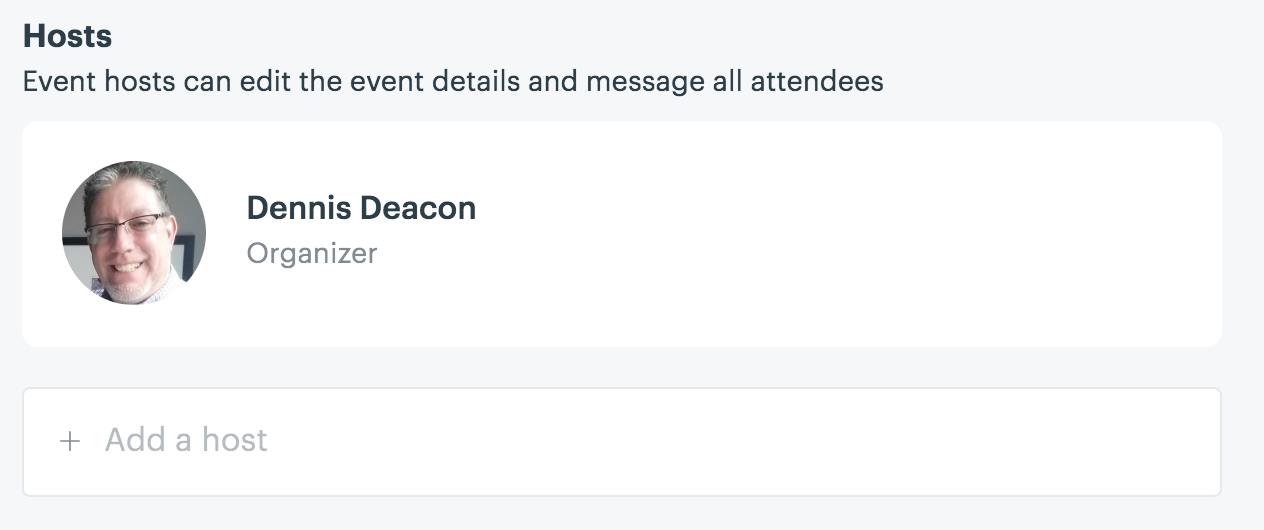 Hosts
Event hosts can edit the event details and message all attendees
Dennis Deacon
Organizer
+ Add a host